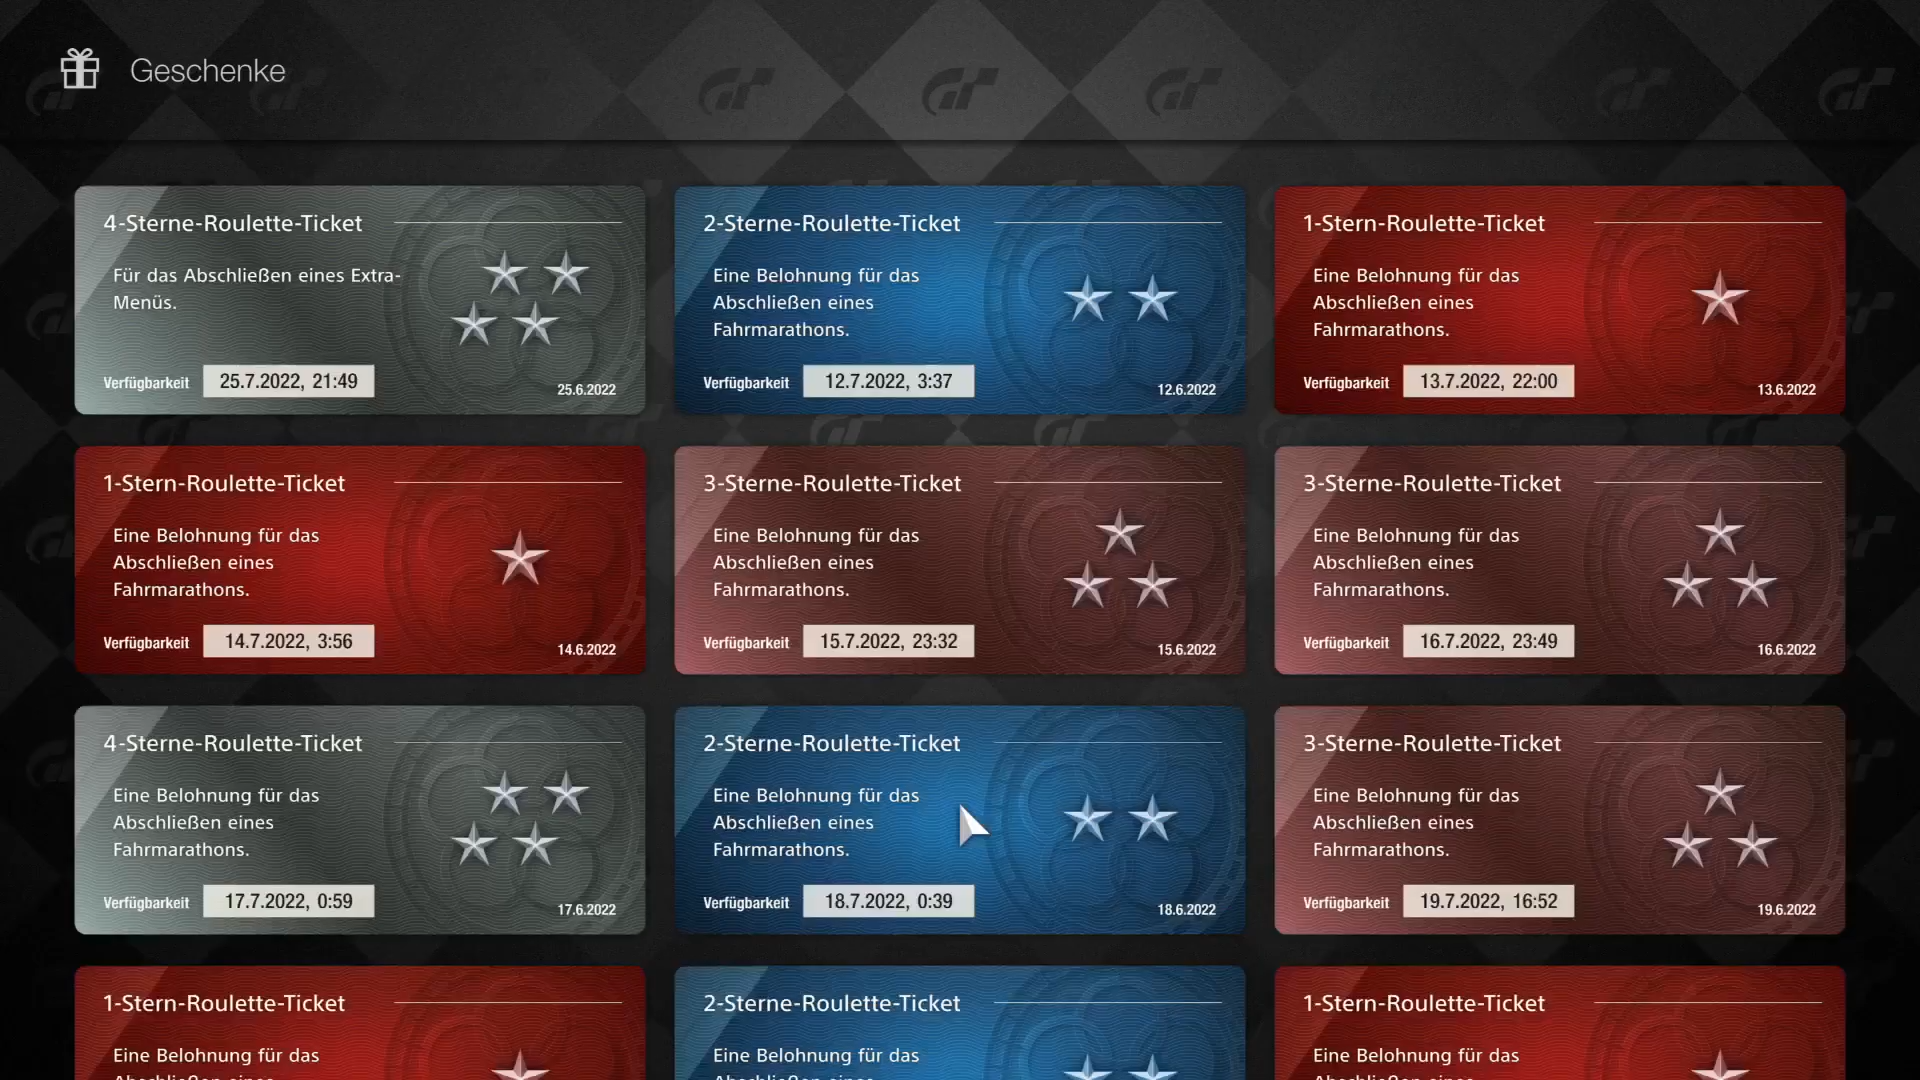 Geschenke
4-Sterne-Roulette-Ticket
Für das Abschließen eines Extra-
Menüs.
Verfügbarkeit 25.7.2022, 21:49 25.6.2022
2-Sterne-Roulette-Ticket
Eine Belohnung für das
Abschließen eines
Fahrmarathons.
Verfügbarkeit 12.7.2022, 3:37 12.6.2022
1-Stern-Roulette-Ticket
Eine Belohnung für das
Abschließen eines
Fahrmarathons.
Verfügbarkeit 13.7.2022, 22:00 13.6.2022
1-Stern-Roulette-Ticket
Eine Belohnung für das
Abschließen eines
Fahrmarathons.
Verfügbarkeit 14.7.2022, 3:56 14.6.2022
3-Sterne-Roulette-Ticket
Eine Belohnung für das
Abschließen eines
Fahrmarathons.
Verfügbarkeit 15.7.2022, 23:32 15.6.2022
3-Sterne-Roulette-Ticket
Eine Belohnung für das
Abschließen eines
Fahrmarathons.
Verfügbarkeit 16.7.2022, 23:49 16.6.2022
4-Sterne-Roulette-Ticket
Eine Belohnung für das
Abschließen eines
Fahrmarathons.
Verfügbarkeit 17.7.2022, 0:59 17.6.2022
2-Sterne-Roulette-Ticket
Eine Belohnung für das
Abschließen eines
Fahrmarathons.
Verfügbarkeit 18.7.2022, 0:39 18.6.2022
3-Sterne-Roulette-Ticket
Eine Belohnung für das
Abschließen eines
Fahrmarathons.
Verfügbarkeit 19.7.2022, 16:52 19.6.2022
1-Stern-Roulette-Ticket
Eine Belohnung für das
2-Sterne-Roulette-Ticket
Eine Belohnung für das
1-Stern-Roulette-Ticket
Eine Belohnung für das